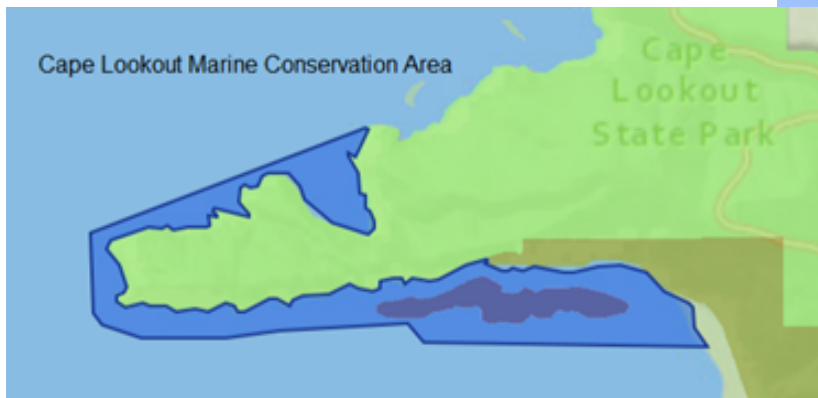 Cape Lookout Marine Conservation Area
Cape
Lookout
State Park